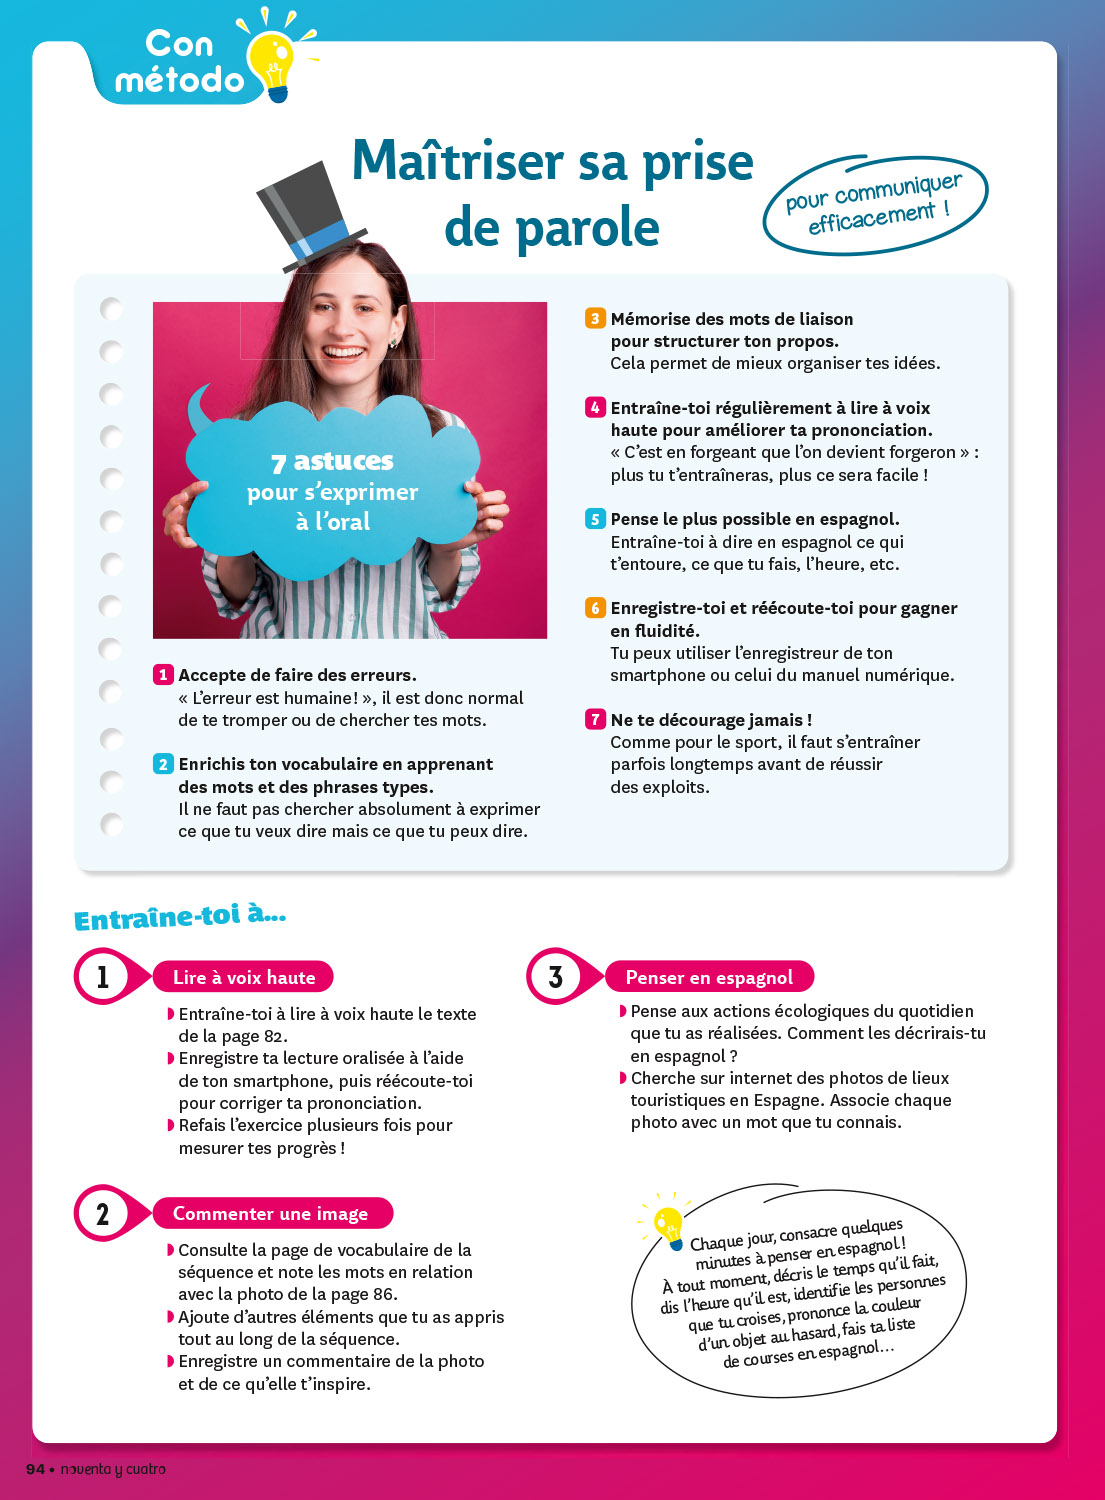 Con
método
Maîtriser sa prise
de parole
pour communiquer
efficacement !
7 astuces
pour s'exprimer
à l'oral
1 Accepte de faire des erreurs.
« L'erreur est humaine! », il est donc normal
de te tromper ou de chercher tes mots.
2 Enrichis ton vocabulaire en apprenant
des mots et des phrases types.
Il ne faut pas chercher absolument à exprimer
ce que tu veux dire mais ce que tu peux dire.
3 Mémorise des mots de liaison
pour structurer ton propos.
Cela permet de mieux organiser tes idées.
4 Entraîne-toi régulièrement à lire à voix
haute pour améliorer ta prononciation.
« C'est en forgeant que l'on devient forgeron » :
plus tu t'entraîneras, plus ce sera facile !
5 Pense le plus possible en espagnol.
Entraîne-toi à dire en espagnol ce qui
t'entoure, ce que tu fais, l'heure, etc.
6 Enregistre-toi et réécoute-toi pour gagner
en fluidité.
Tu peux utiliser l'enregistreur de ton
smartphone ou celui du manuel numérique.
7 Ne te décourage jamais !
Comme pour le sport, il faut s'entraîner
parfois longtemps avant de réussir
des exploits.
Entraîne-toi à...
1 Lire à voix haute
Entraîne-toi à lire à voix haute le texte
de la page 82.
Enregistre ta lecture oralisée à l'aide
de ton smartphone, puis réécoute-toi
pour corriger ta prononciation.
Refais l'exercice plusieurs fois pour
mesurer tes progrès !
2 Commenter une image
Consulte la page de vocabulaire de la
séquence et note les mots en relation
avec la photo de la page 86.
Ajoute d'autres éléments que tu as appris
tout au long de la séquence.
Enregistre un commentaire de la photo
et de ce qu'elle t'inspire.
3 Penser en espagnol
Pense aux actions écologiques du quotidien
que tu as réalisées. Comment les décrirais-tu
en espagnol ?
Cherche sur internet des photos de lieux
touristiques en Espagne. Associe chaque
photo avec un mot que tu connais.
Chaque jour, consacre quelques
minutes à penser en espagnol !
À tout moment, décris le temps qu'il fait,
dis l'heure qu'il est, identifie les personnes
que tu croises, prononce la couleur
d'un objet au hasard, fais ta liste
de courses en espagnol...
94 • noventa y cuatro